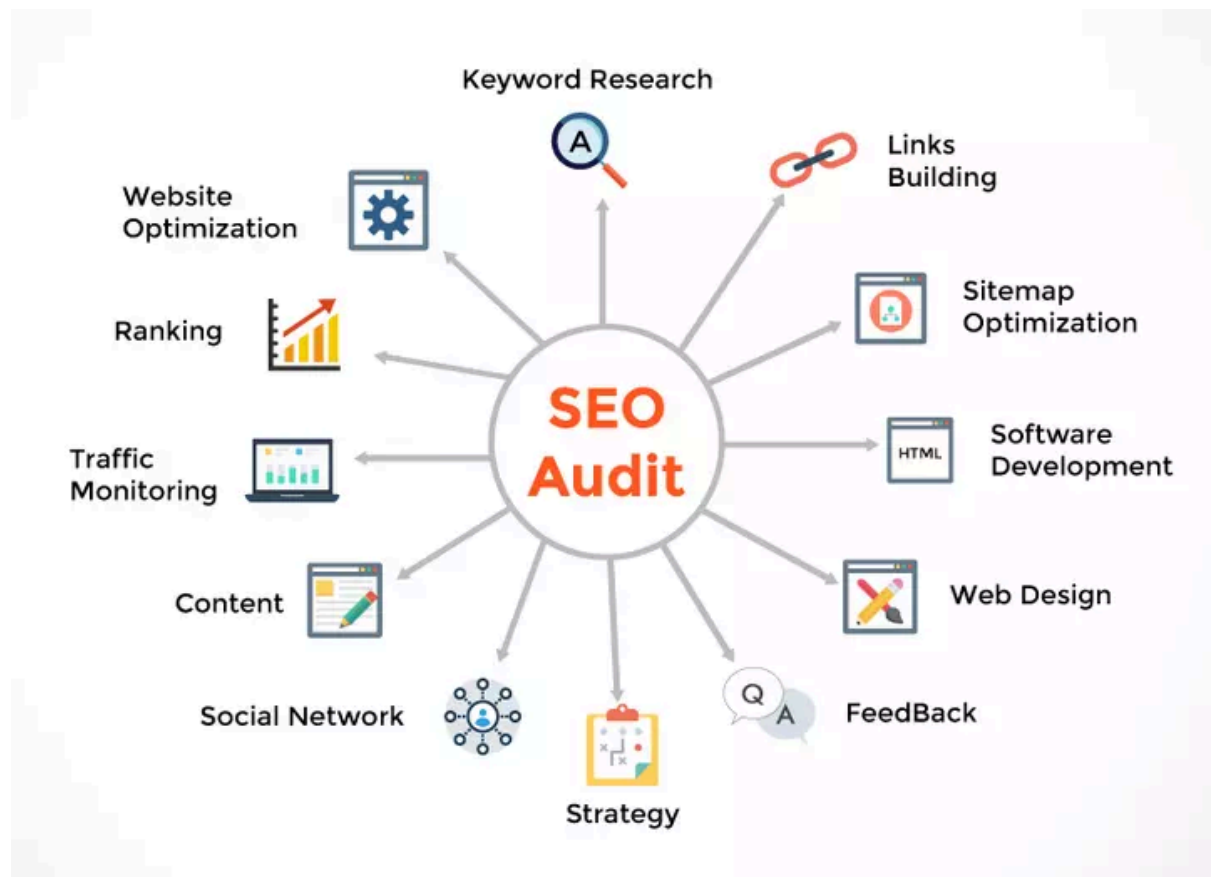 Keyword Research
A
Links
Building
Website
Optimization
Sitemap
Optimization
Ranking
SEO
Audit
Software
Development
HTML
Traffic
Monitoring
Content
Web Design
Social Network
Q
A
FeedBack
Strategy